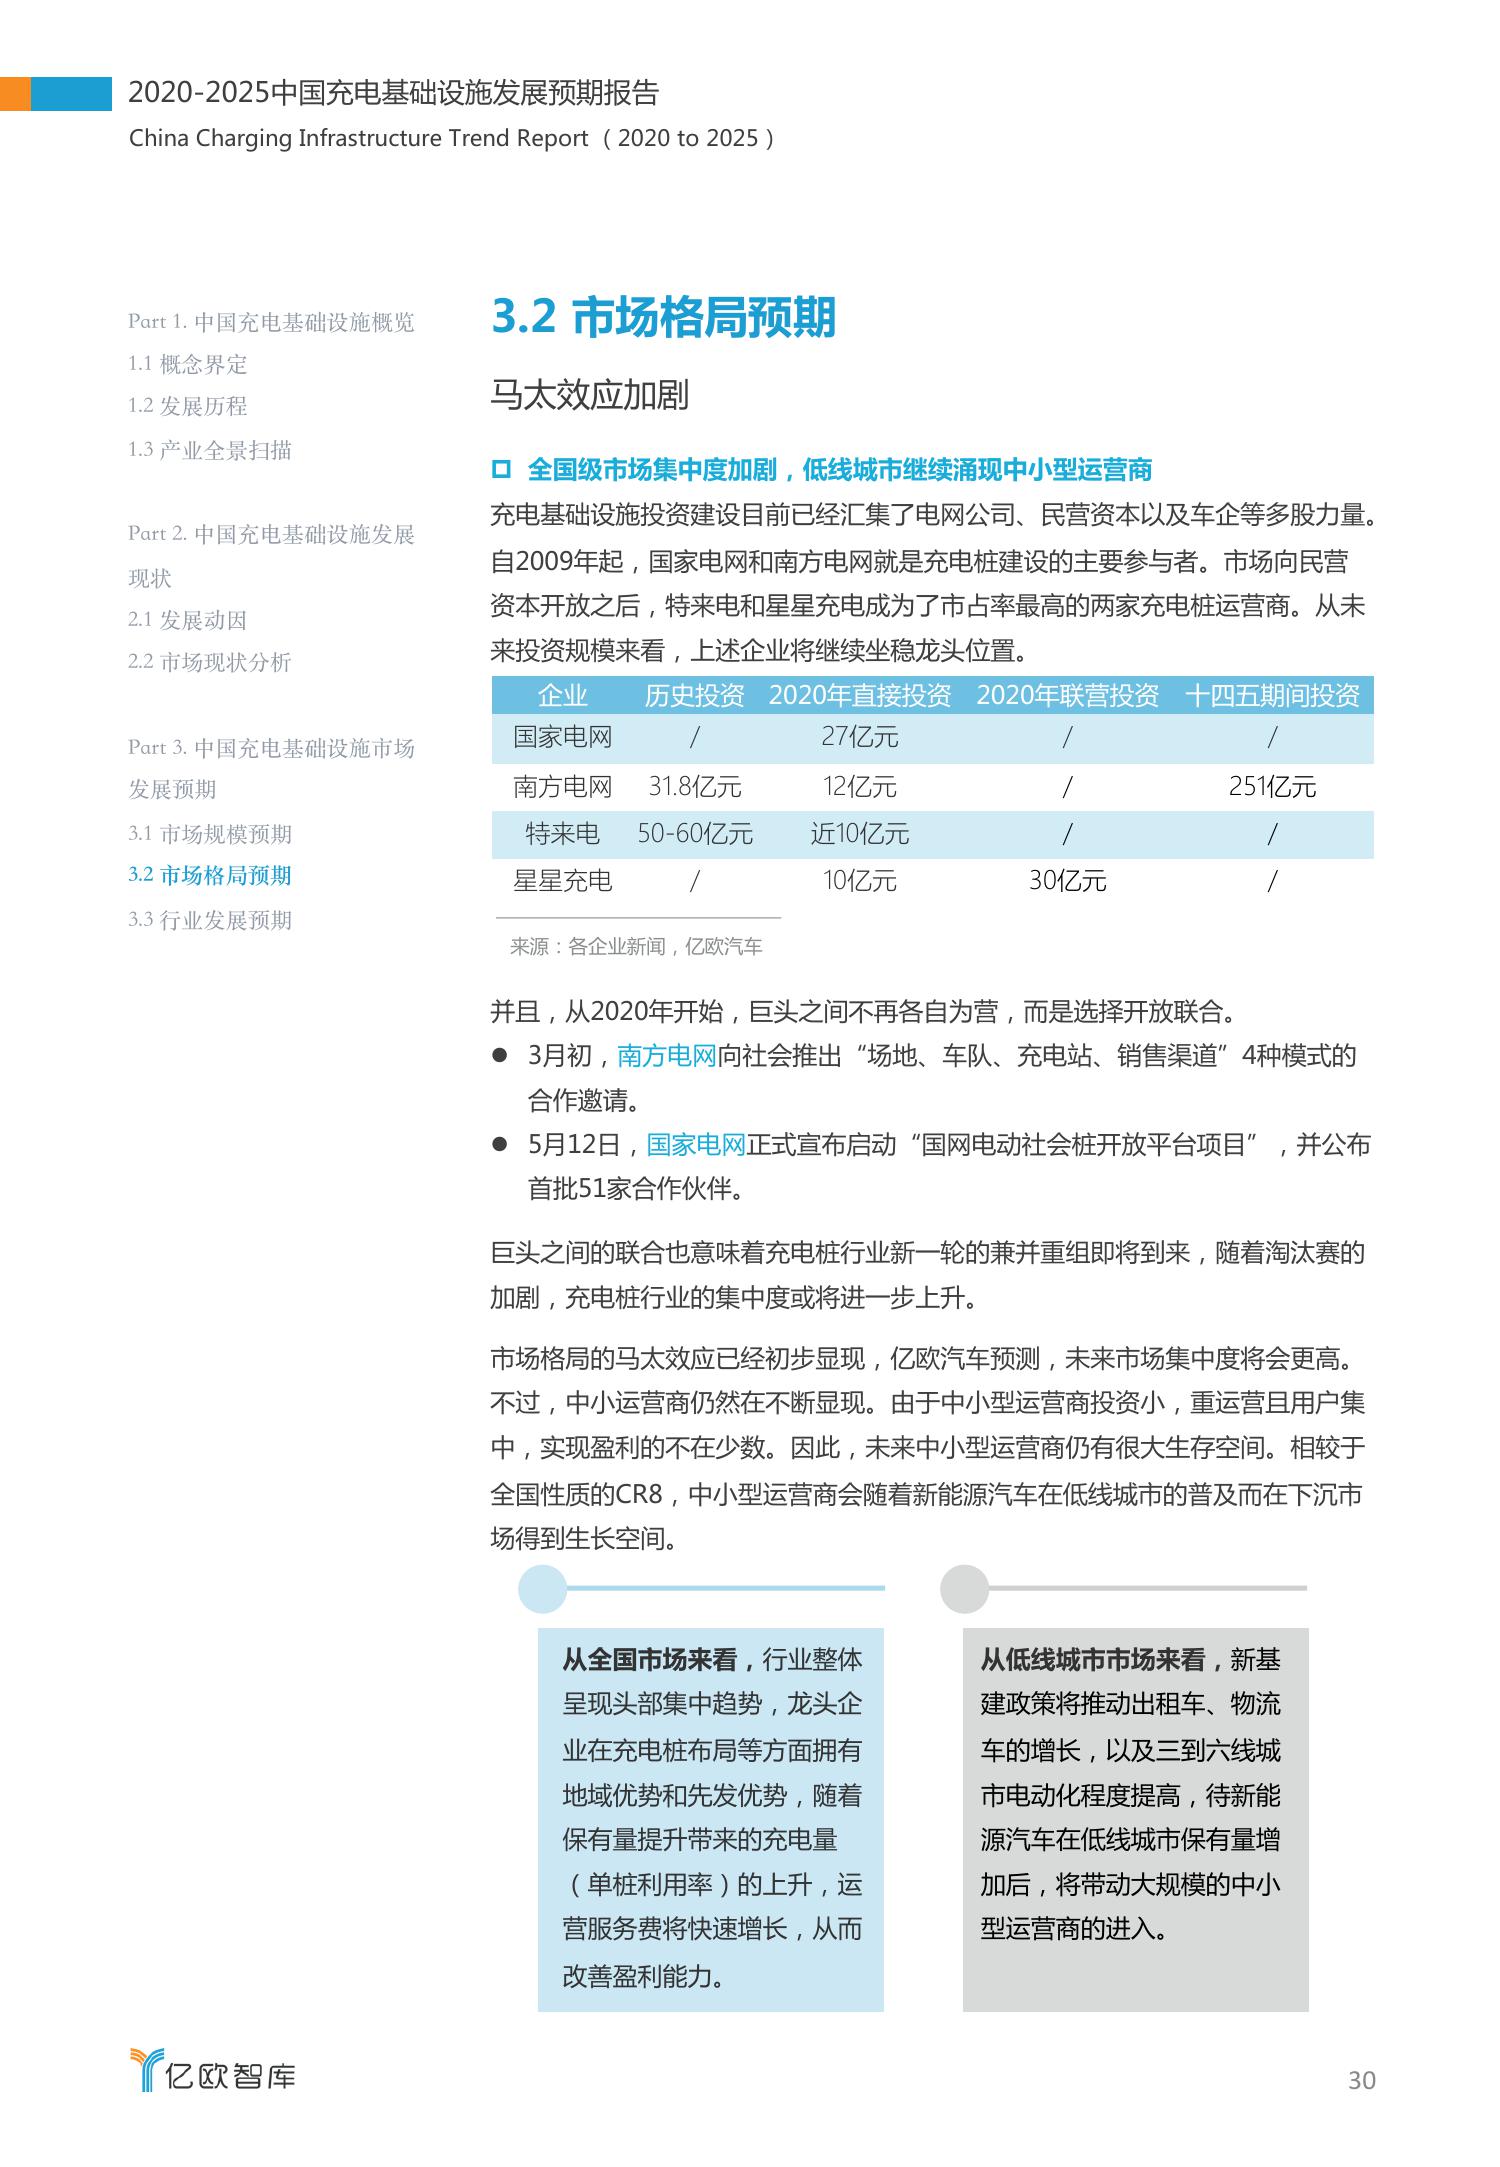 2020-2025中国充电基础设施发展预期报告
China Charging Infrastructure Trend Report（2020 to 2025）
Part 1. 中国充电基础设施概览
1.1 概念界定
1.2 发展历程
1.3 产业全景扫描
Part 2. 中国充电基础设施发展
现状
2.1 发展动因
2.2 市场现状分析
Part 3. 中国充电基础设施市场
发展预期
3.1 市场规模预期
3.2 市场格局预期
3.3 行业发展预期
3.2 市场格局预期
马太效应加剧
全国级市场集中度加剧，低线城市继续涌现中小型运营商
充电基础设施投资建设目前已经汇集了电网公司、民营资本以及车企等多股力量。
自2009年起，国家电网和南方电网就是充电桩建设的主要参与者。市场向民营
资本开放之后，特来电和星星充电成为了市占率最高的两家充电桩运营商。从未
来投资规模来看，上述企业将继续坐稳龙头位置。
企业 历史投资 2020年直接投资 2020年联营投资 十四五期间投资
国家电网 / 27亿元 / /
南方电网 31.8亿元 12亿元 / 251亿元
特来电 50-60亿元 近10亿元 / /
星星充电 / 10亿元 30亿元 /
来源：各企业新闻，亿欧汽车
并且，从2020年开始，巨头之间不再各自为营，而是选择开放联合。
● 3月初，南方电网向社会推出“场地、车队、充电站、销售渠道”4种模式的
合作邀请。
● 5月12日，国家电网正式宣布启动“国网电动社会桩开放平台项目”，并公布
首批51家合作伙伴。
巨头之间的联合也意味着充电桩行业新一轮的兼并重组即将到来，随着淘汰赛的
加剧，充电桩行业的集中度或将进一步上升。
市场格局的马太效应已经初步显现，亿欧汽车预测，未来市场集中度将会更高。
不过，中小运营商仍然在不断显现。由于中小型运营商投资小，重运营且用户集
中，实现盈利的不在少数。因此，未来中小型运营商仍有很大生存空间。相较于
全国性质的CR8，中小型运营商会随着新能源汽车在低线城市的普及而在下沉市
场得到生长空间。
从全国市场来看，行业整体
呈现头部集中趋势，龙头企
业在充电桩布局等方面拥有
地域优势和先发优势，随着
保有量提升带来的充电量
（单桩利用率）的上升，运
营服务费将快速增长，从而
改善盈利能力。
从低线城市市场来看，新基
建政策将推动出租车、物流
车的增长，以及三到六线城
市电动化程度提高，待新能
源汽车在低线城市保有量增
加后，将带动大规模的中小
型运营商的进入。
亿欧智库
30